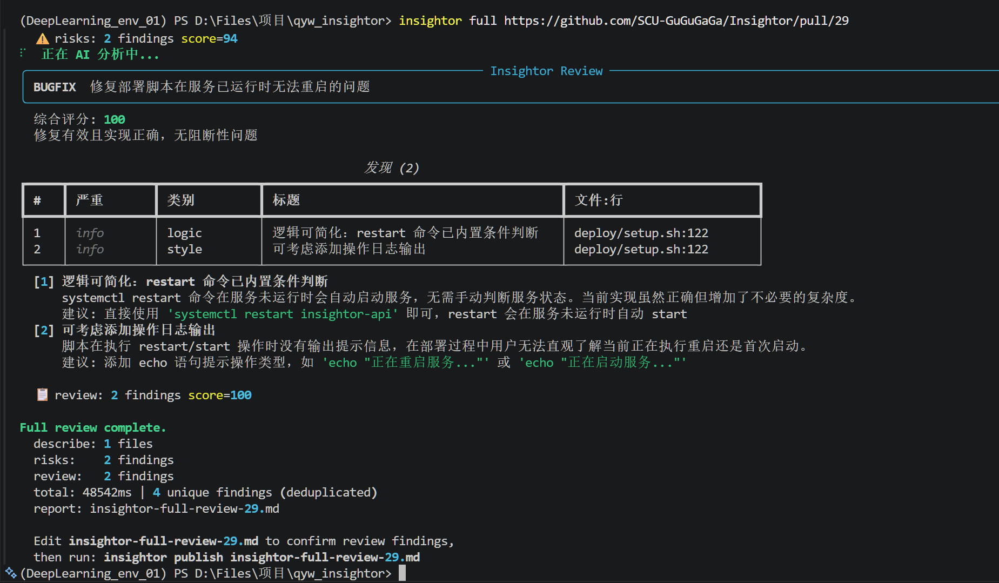 (DeepLearning_env_01) PS D:\Files\项目\qyw_insightor> insightor full https://github.com/SCU-GuGuGaGa/Insightor/pull/29
⚠️ risks: 2 findings score=94
正在 AI 分析中...
Insightor Review
BUGFIX 修复部署脚本在服务已运行时无法重启的问题
综合评分: 100
修复有效且实现正确，无阻断性问题
发现 (2)
# 严重 类别 标题 文件:行
1 info logic 逻辑可简化：restart 命令已内置条件判断 deploy/setup.sh:122
2 info style 可考虑添加操作日志输出 deploy/setup.sh:122
[1] 逻辑可简化：restart 命令已内置条件判断
systemctl restart 命令在服务未运行时会自动启动服务，无需手动判断服务状态。当前实现虽然正确但增加了不必要的复杂度。
建议: 直接使用 'systemctl restart insightor-api' 即可，restart 会在服务未运行时自动 start
[2] 可考虑添加操作日志输出
脚本在执行 restart/start 操作时没有输出提示信息，在部署过程中用户无法直观了解当前正在执行重启还是首次启动。
建议: 添加 echo 语句提示操作类型，如 'echo "正在重启服务..."' 或 'echo "正在启动服务..."'
📋 review: 2 findings score=100
Full review complete.
describe: 1 files
risks: 2 findings
review: 2 findings
total: 48542ms | 4 unique findings (deduplicated)
report: insightor-full-review-29.md
Edit insightor-full-review-29.md to confirm review findings,
then run: insightor publish insightor-full-review-29.md
(DeepLearning_env_01) PS D:\Files\项目\qyw_insightor>